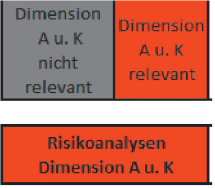 Dimension
A u. K
nicht
relevant
Dimension
A u. K
relevant
Risikoanalysen
Dimension A u. K